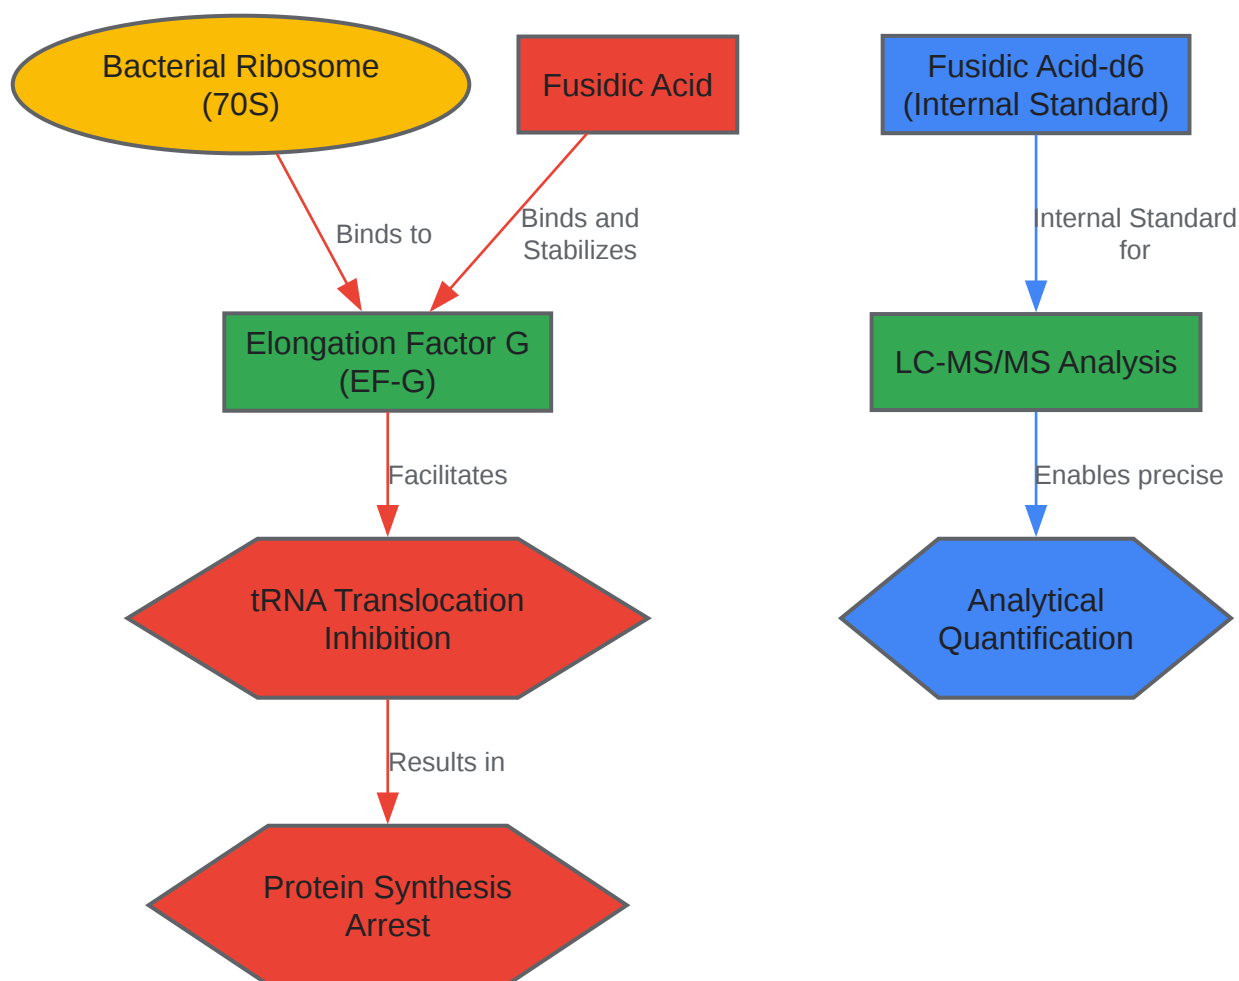 Bacterial Ribosome
(70S)
Fusidic Acid
Fusidic Acid-d6
(Internal Standard)
Binds to
Binds and
Stabilizes
Internal Standard
for
Elongation Factor G
(EF-G)
LC-MS/MS Analysis
Facilitates
Enables precise
tRNA Translocation
Inhibition
Analytical
Quantification
Results in
Protein Synthesis
Arrest